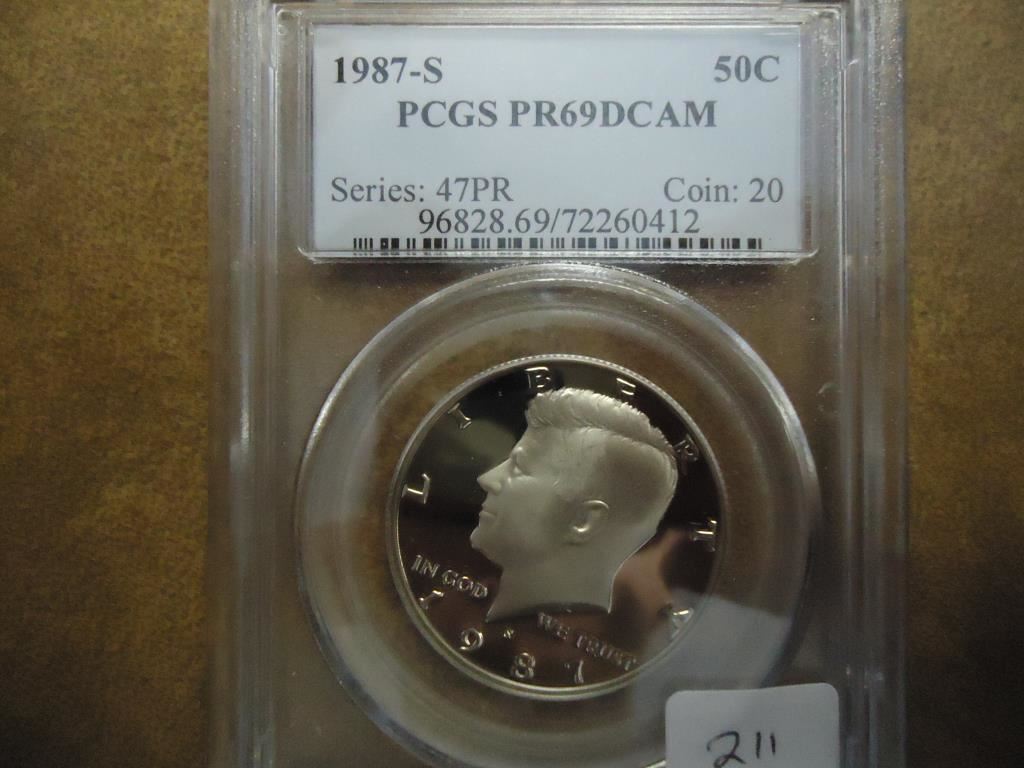 1987-S 50C
PCGS PR69DCAM
Series: 47PR Coin: 20
96828.69/72260412
LIBERTY
IN GOD WE TRUST
1987
211